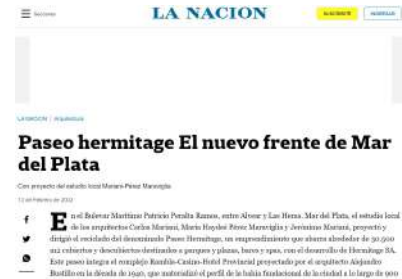 Secciones
LA NACION
SUSCRIBITE
INGRESAR
LA NACION | Arquitectura
Paseo hermitage El nuevo frente de Mar
del Plata
Con proyecto del estudio local Mariani-Pérez Maraviglia
de febrero de 2002
En el Bulevar Marítimo Patricio Peralta Ramos, entre Alvear y Las Heras, Mar del Plata, el estudio local
de los arquitectos Carlos Mariani, María Haydeé Pérez Maraviglia y Jerónimo Mariani, proyectó y
dirigió el reciclado del denominado Paseo Hermitage, un emprendimiento que abarca alrededor de 30.500
m2 cubiertos y descubiertos destinados a parques y plazas, bares y spas, con el desarrollo de Hermitage SA.
Este paseo integra el complejo Rambla-Casino-Hotel Provincial proyectado por el arquitecto Alejandro
Bustillo en la década de 1940, que materializó el perfil de la bahía fundacional de la ciudad a lo largo de 900